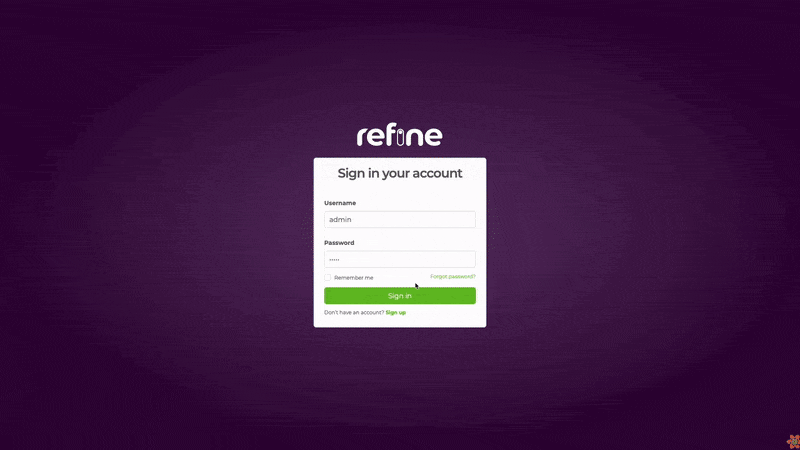 refine
Sign in your account
Username
admin
Password
•••••
Remember me
Forgot password?
Sign in
Don't have an account? Sign up